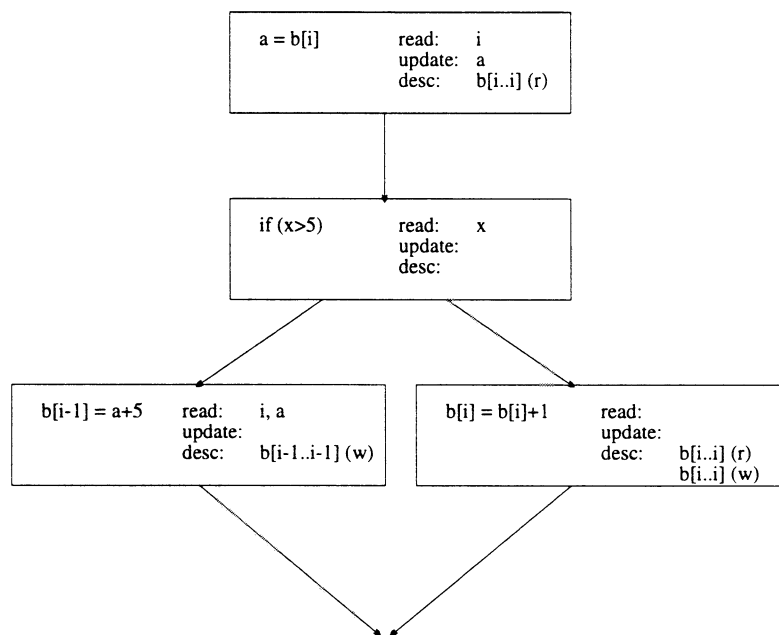 a = b[i] read: i
update: a
desc: b[i..i] (r)
if (x>5) read: x
update:
desc:
b[i-1] = a+5 read: i, a
update:
desc: b[i-1..i-1] (w)
b[i] = b[i]+1 read:
update:
desc: b[i..i] (r)
b[i..i] (w)